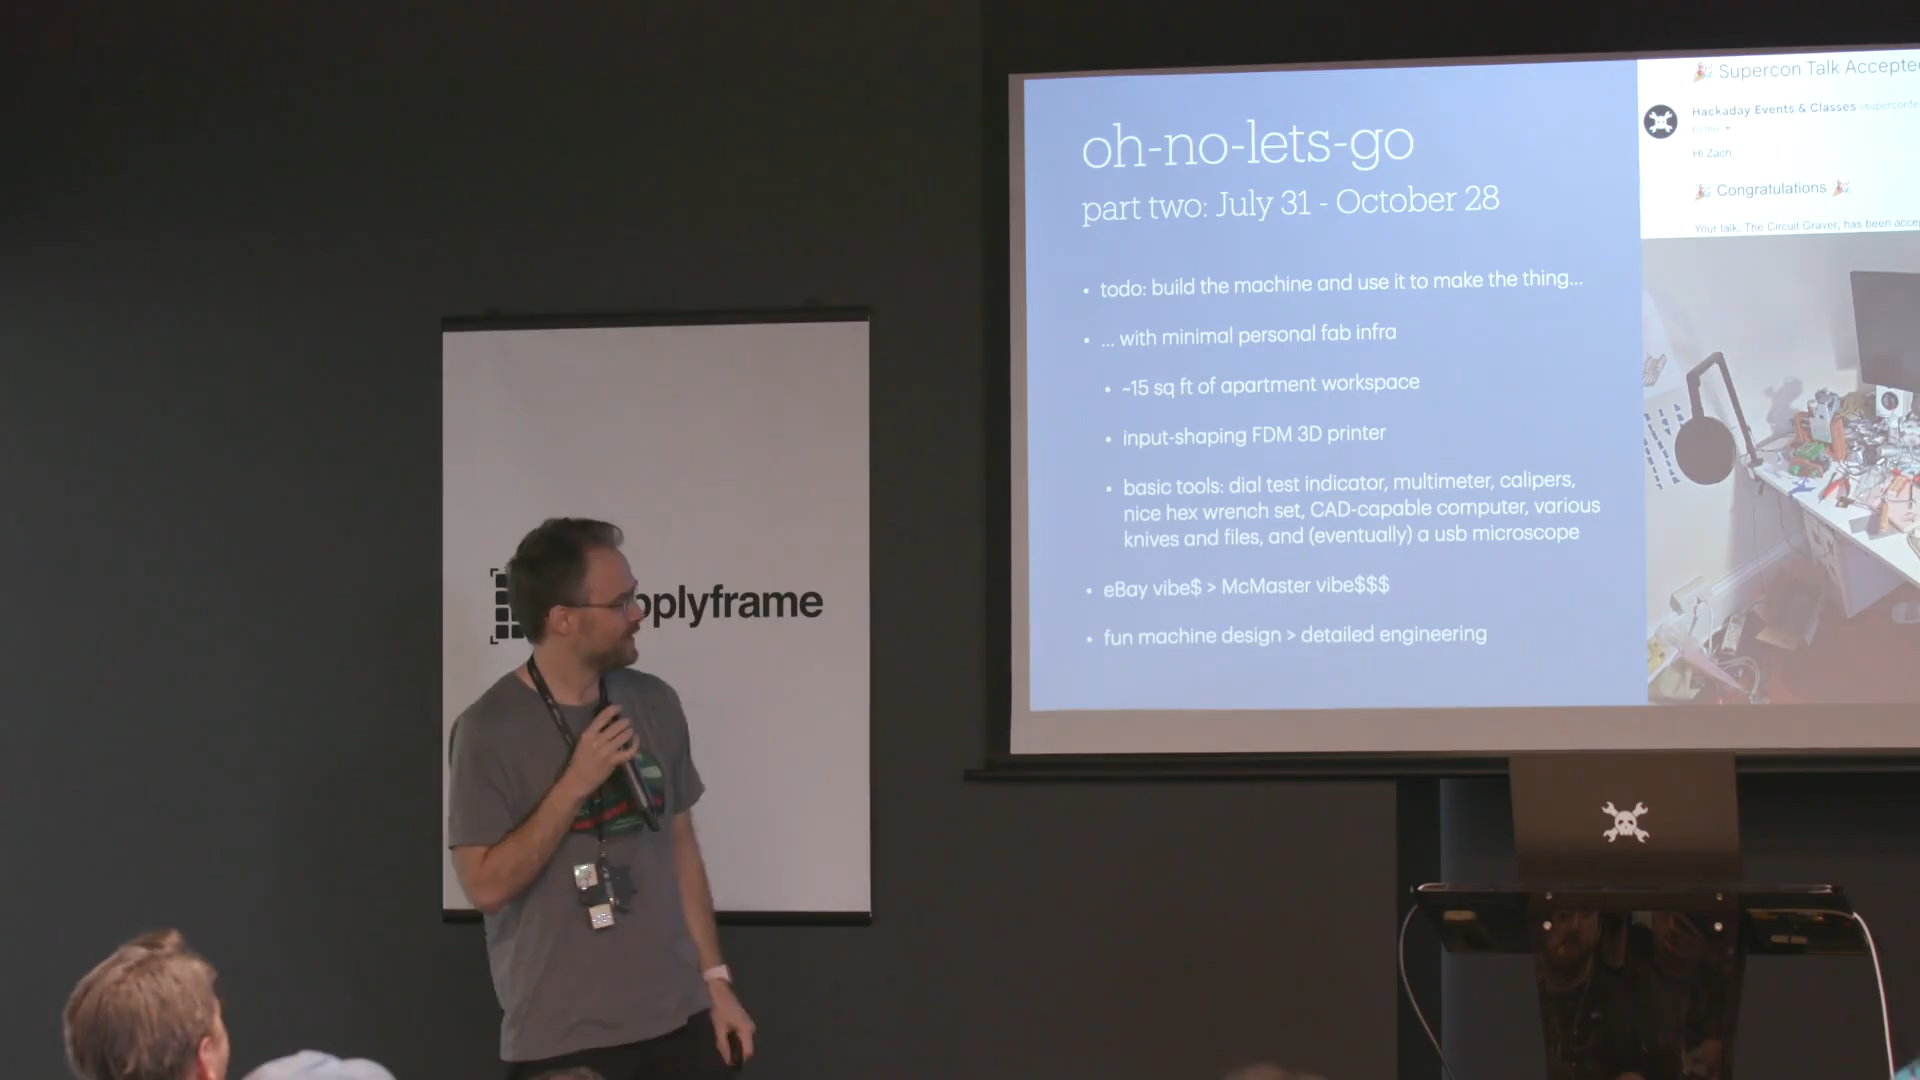 oh-no-lets-go
part two: July 31 - October 28
• todo: build the machine and use it to make the thing...
• ... with minimal personal fab infra
• ~15 sq ft of apartment workspace
• input-shaping FDM 3D printer
• basic tools: dial test indicator, multimeter, calipers,
nice hex wrench set, CAD-capable computer, various
knives and files, and (eventually) a usb microscope
• eBay vibe$ > McMaster vibe$$$
• fun machine design > detailed engineering
🎉 Supercon Talk Accepte
Hackaday Events & Classes
to me
Hi Zach
🎉 Congratulations 🎉
Your talk, The Circuit Graver, has been acce
pplyframe